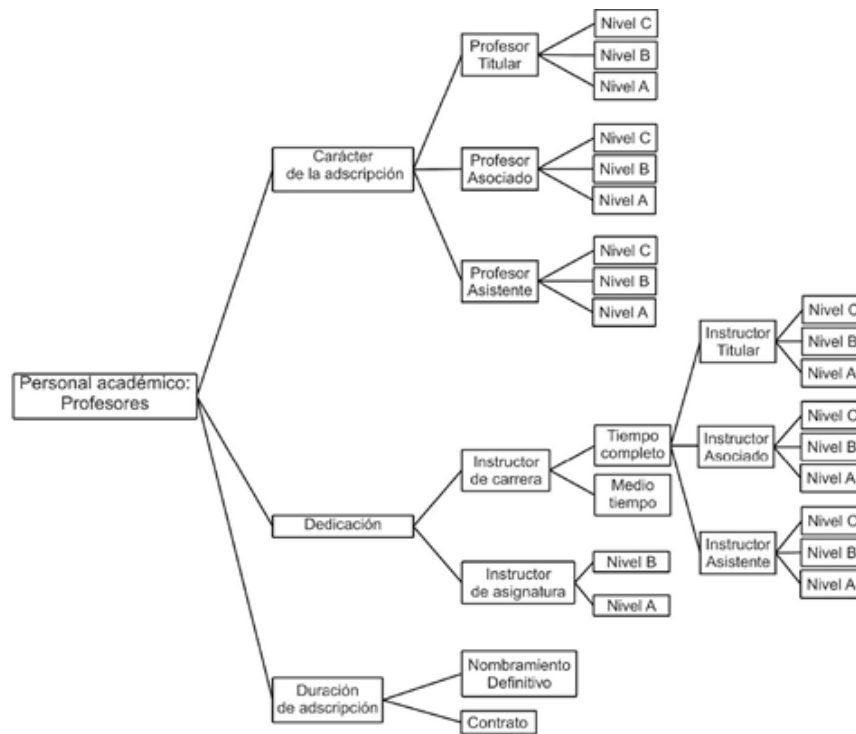 Personal académico:
Profesores
Carácter
de la adscripción
Profesor
Titular
Nivel C
Nivel B
Nivel A
Profesor
Asociado
Nivel C
Nivel B
Nivel A
Profesor
Asistente
Nivel C
Nivel B
Nivel A
Dedicación
Instructor
de carrera
Tiempo
completo
Instructor
Titular
Nivel C
Nivel B
Nivel A
Instructor
Asociado
Nivel C
Nivel B
Nivel A
Instructor
Asistente
Nivel C
Nivel B
Nivel A
Medio
tiempo
Instructor
de asignatura
Nivel B
Nivel A
Duración
de adscripción
Nombramiento
Definitivo
Contrato